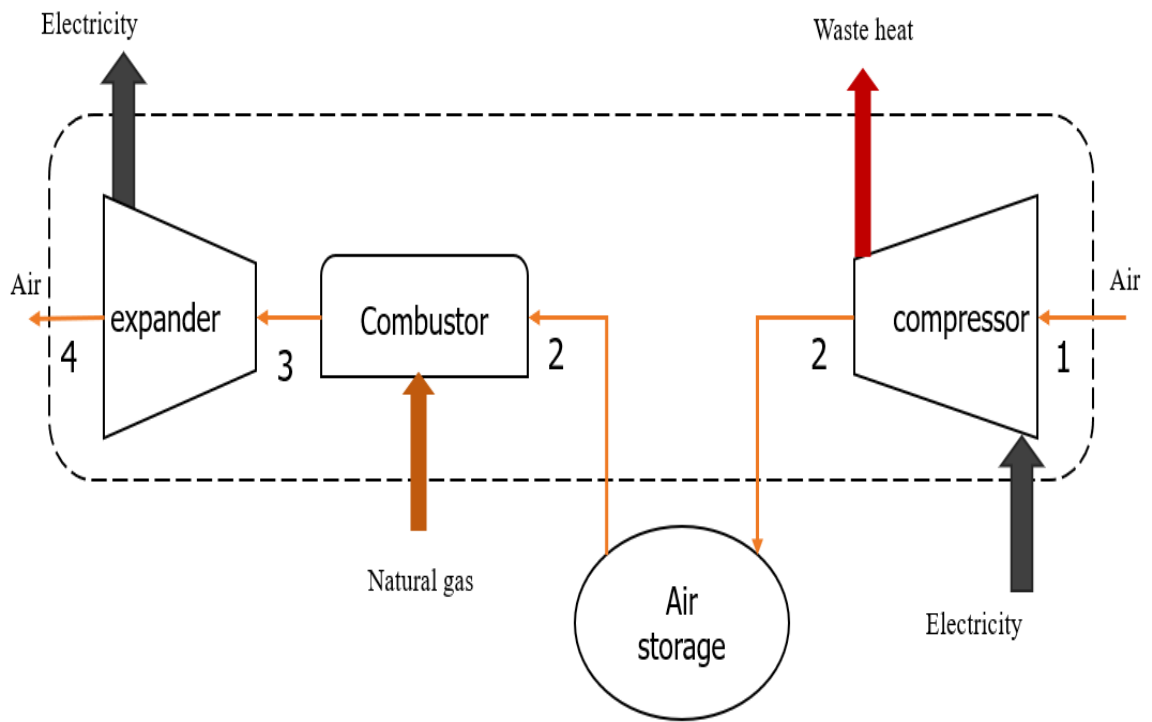 Electricity
Waste heat
Air
expander
Combustor
compressor
Air
4
3
2
2
1
Natural gas
Air
storage
Electricity